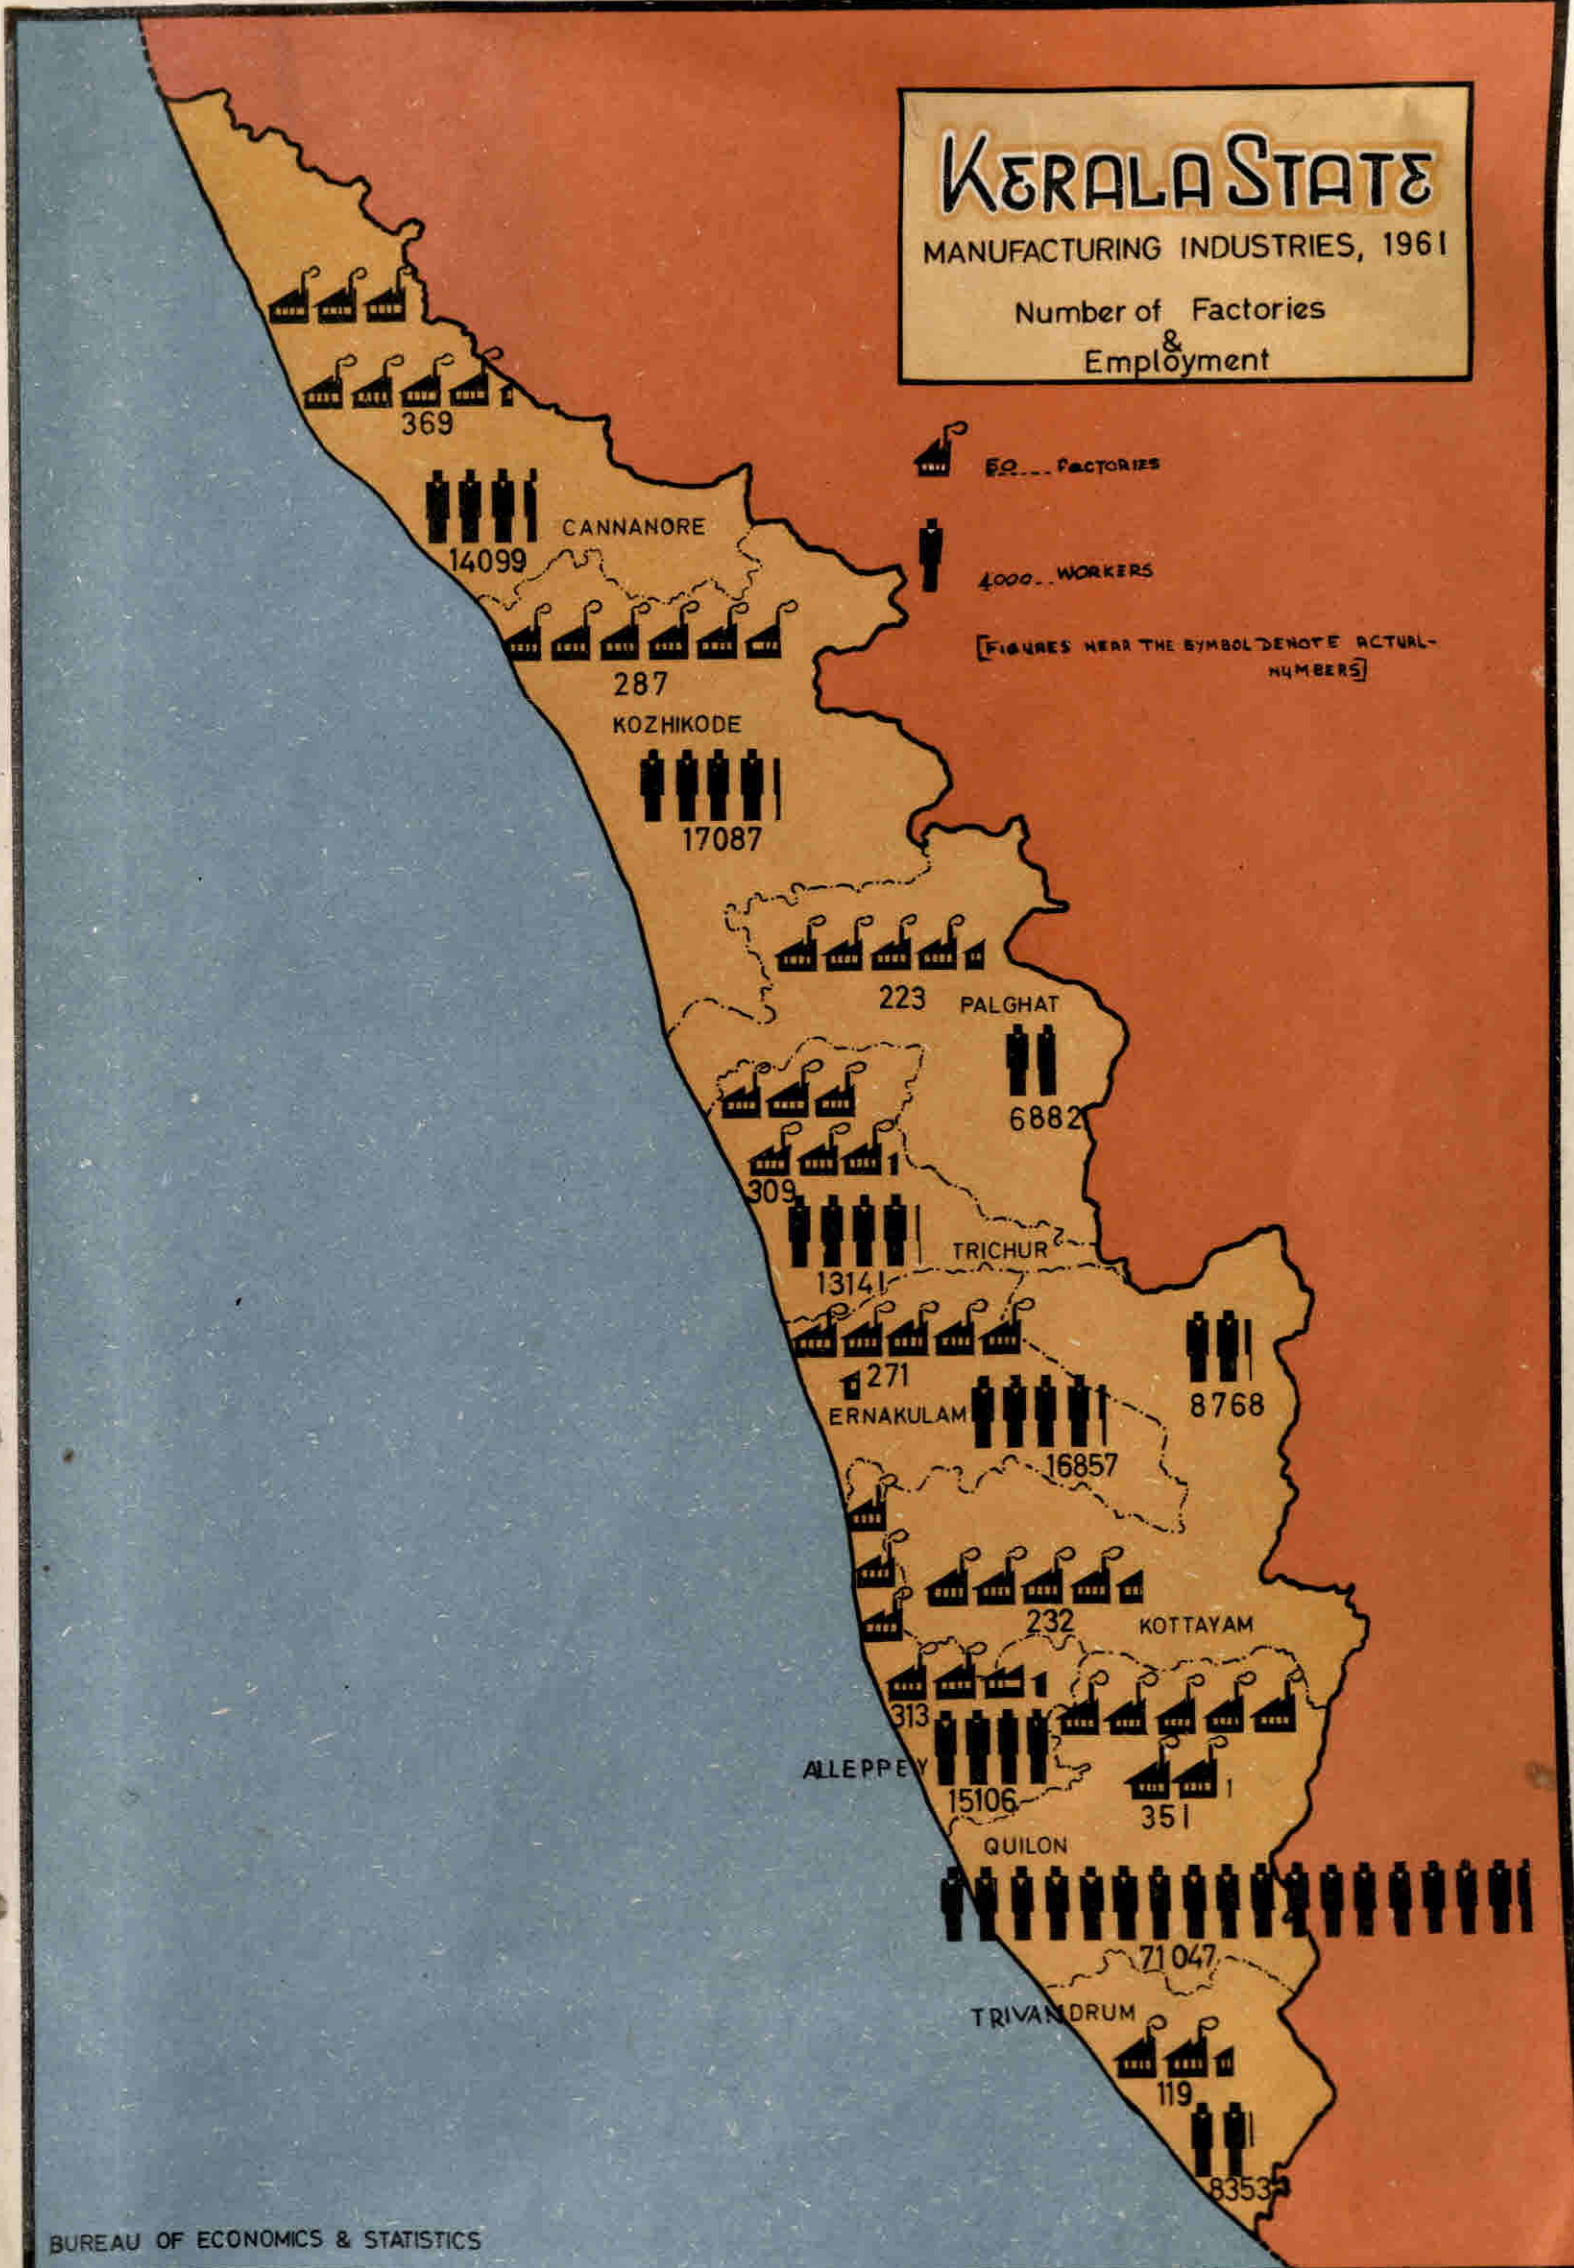 KERALA STATE
MANUFACTURING INDUSTRIES, 1961
Number of Factories
&
Employment
50 --- FACTORIES
4000 .. WORKERS
[FIGURES NEAR THE SYMBOL DENOTE ACTUAL-
NUMBERS]
369
CANNANORE
14099
287
KOZHIKODE
17087
223 PALGHAT
6882
309
TRICHUR
13141
271
8768
ERNAKULAM
16857
232 KOTTAYAM
313
ALLEPPEY
15106
351
QUILON
71047
TRIVANDRUM
119
8353
BUREAU OF ECONOMICS & STATISTICS